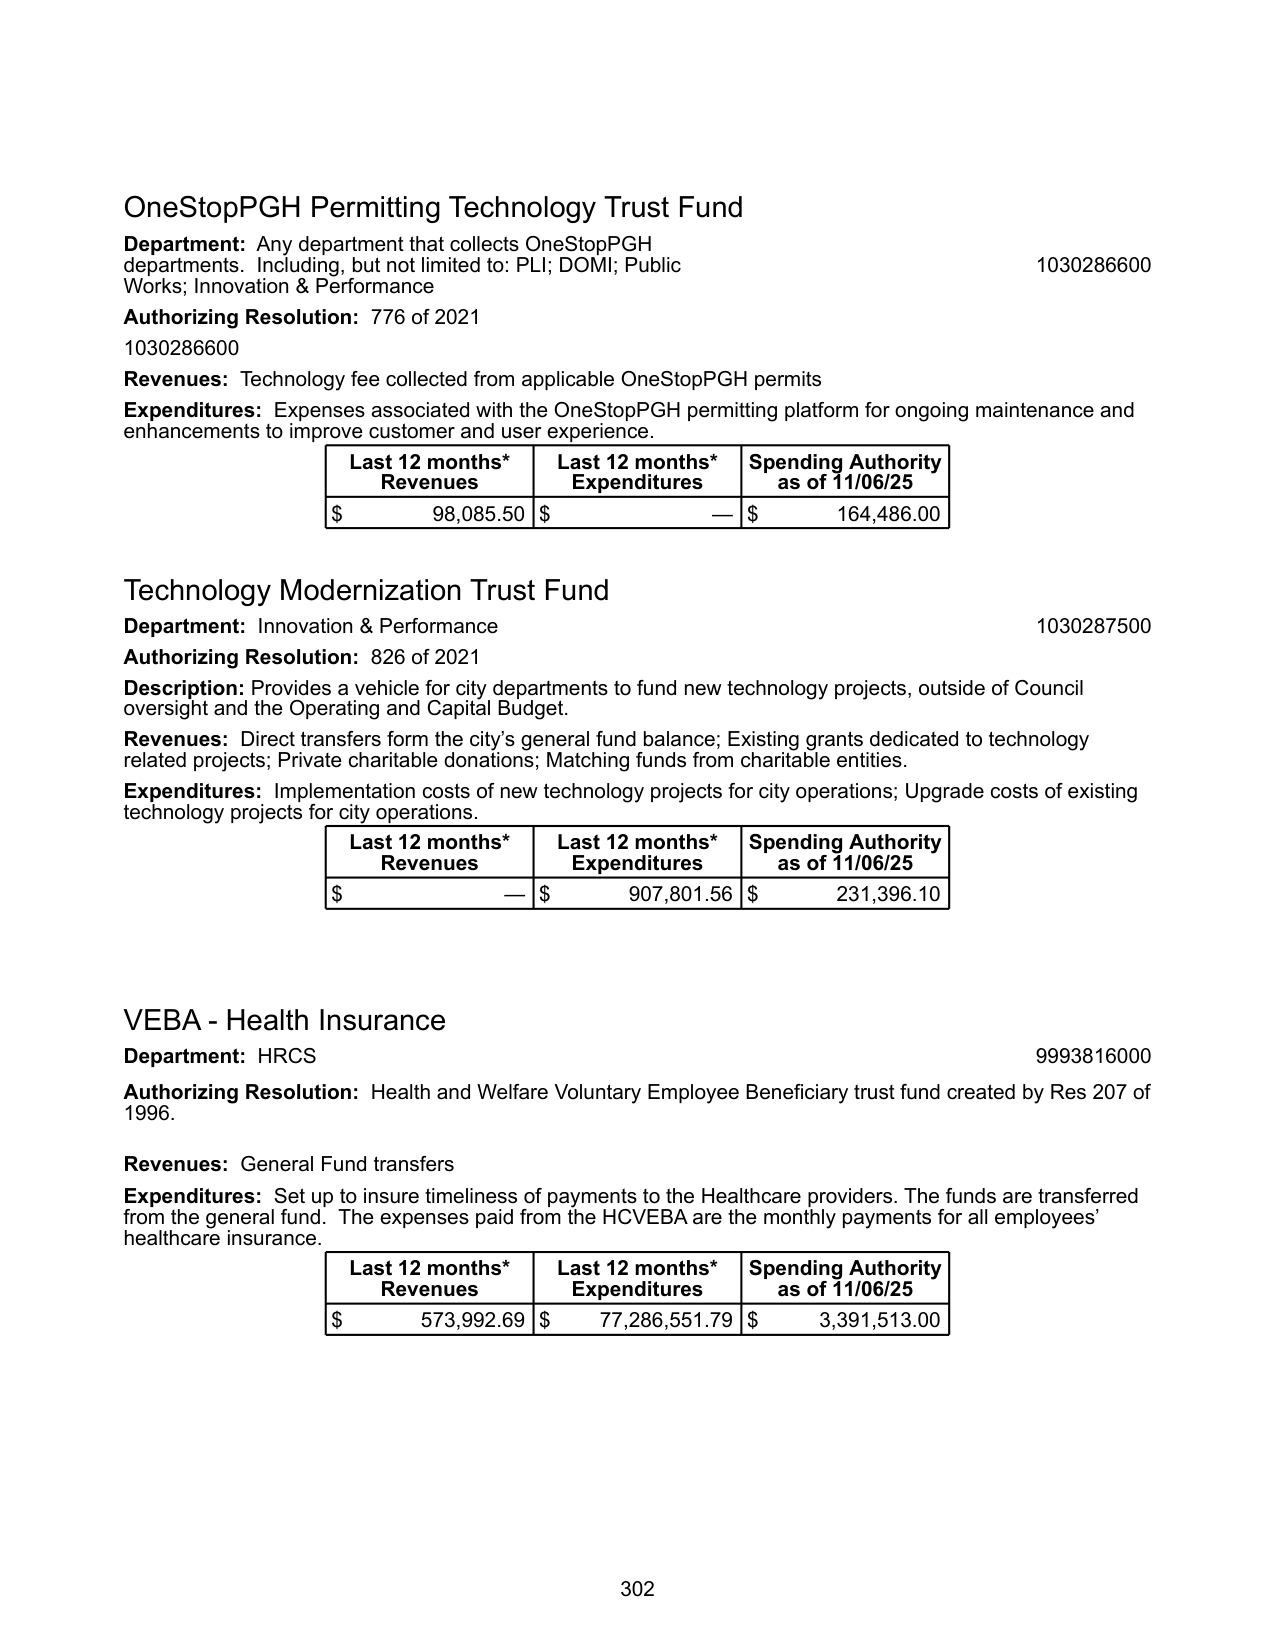 OneStopPGH Permitting Technology Trust Fund
Department:  Any department that collects OneStopPGH
departments.  Including, but not limited to: PLI; DOMI; Public
Works; Innovation & Performance
1030286600
Authorizing Resolution:  776 of 2021
1030286600
Revenues:  Technology fee collected from applicable OneStopPGH permits
Expenditures:  Expenses associated with the OneStopPGH permitting platform for ongoing maintenance and
enhancements to improve customer and user experience.
Last 12 months* Last 12 months* Spending Authority
Revenues Expenditures as of 11/06/25
$ 98,085.50 $ — $ 164,486.00
Technology Modernization Trust Fund
Department:  Innovation & Performance 1030287500
Authorizing Resolution:  826 of 2021
Description: Provides a vehicle for city departments to fund new technology projects, outside of Council
oversight and the Operating and Capital Budget.
Revenues:  Direct transfers form the city’s general fund balance; Existing grants dedicated to technology
related projects; Private charitable donations; Matching funds from charitable entities.
Expenditures:  Implementation costs of new technology projects for city operations; Upgrade costs of existing
technology projects for city operations.
Last 12 months* Last 12 months* Spending Authority
Revenues Expenditures as of 11/06/25
$ — $ 907,801.56 $ 231,396.10
VEBA - Health Insurance
Department:  HRCS 9993816000
Authorizing Resolution:  Health and Welfare Voluntary Employee Beneficiary trust fund created by Res 207 of
1996.
Revenues:  General Fund transfers
Expenditures:  Set up to insure timeliness of payments to the Healthcare providers. The funds are transferred
from the general fund.  The expenses paid from the HCVEBA are the monthly payments for all employees’
healthcare insurance.
Last 12 months* Last 12 months* Spending Authority
Revenues Expenditures as of 11/06/25
$ 573,992.69 $ 77,286,551.79 $ 3,391,513.00
302